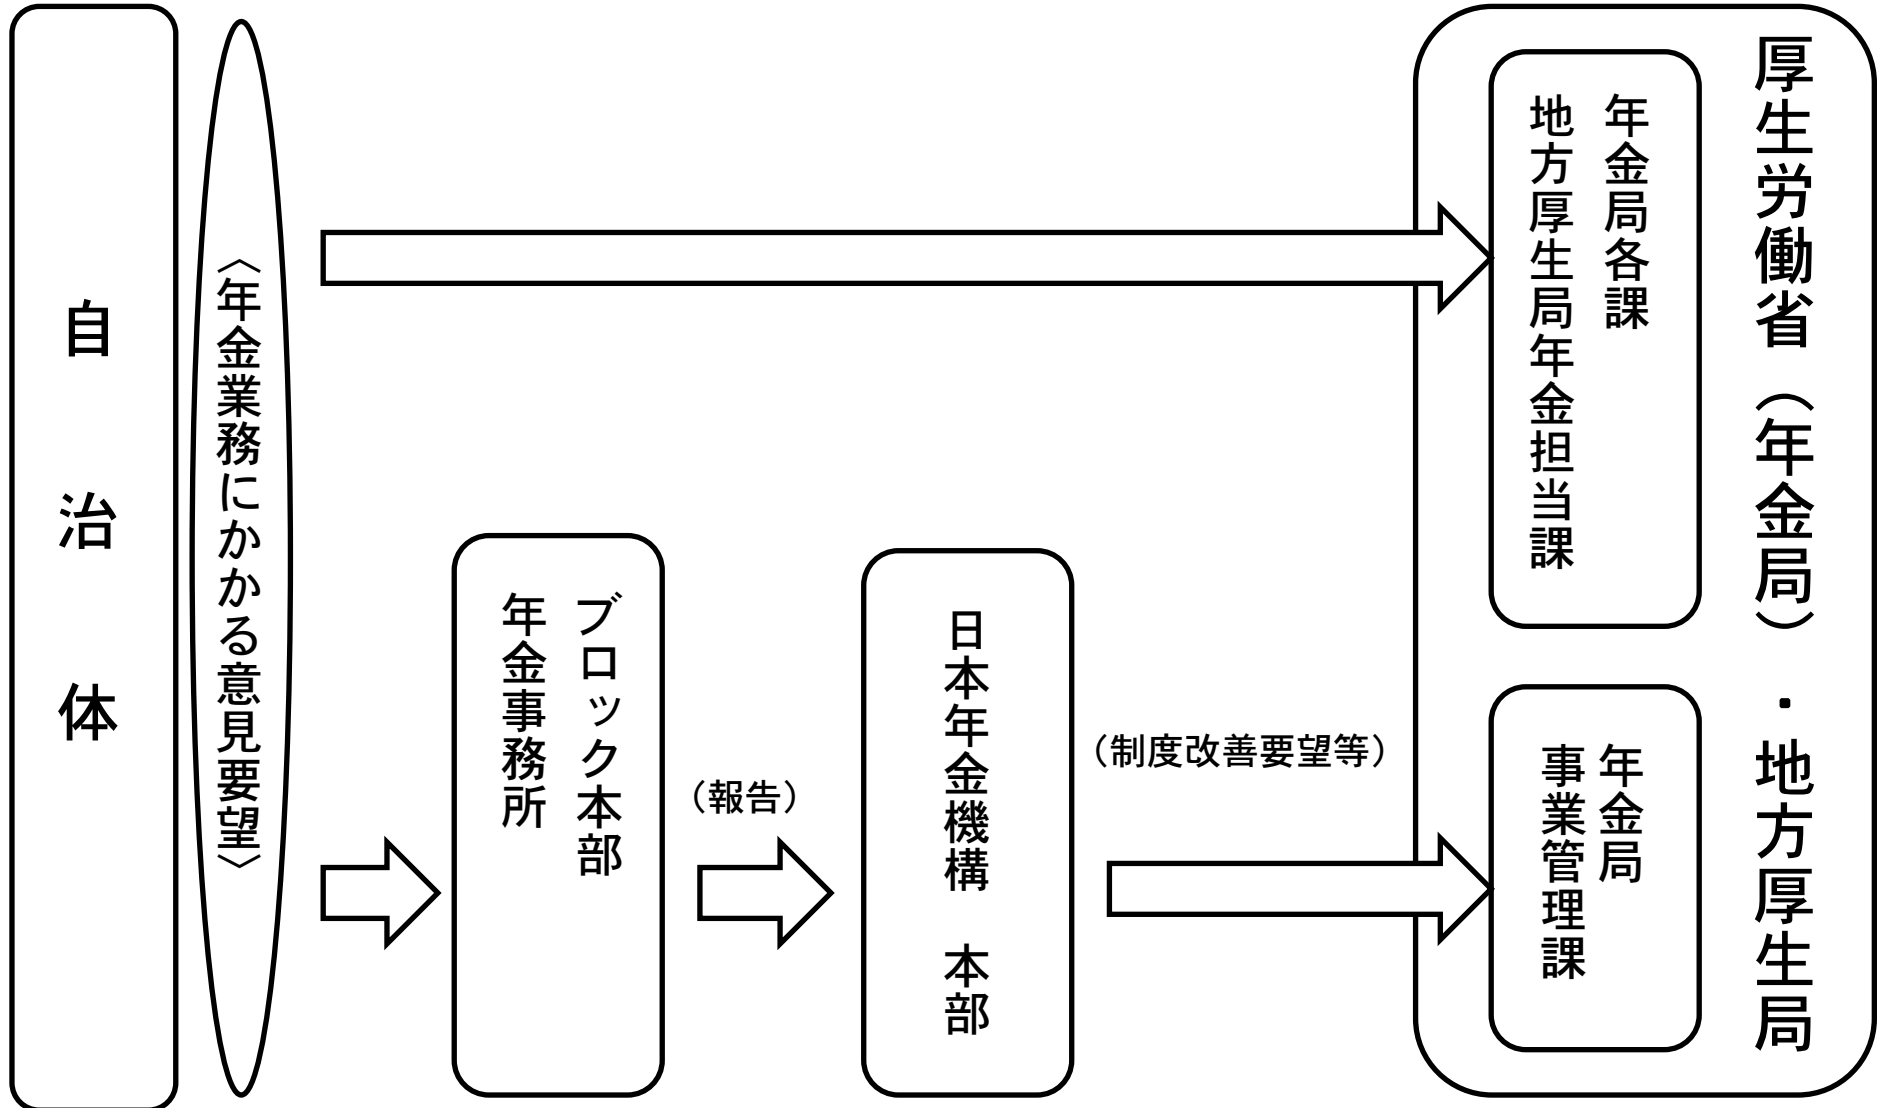 自治体
〈年金業務にかかる意見要望〉
ブロック本部
年金事務所
（報告）
日本年金機構　本部
（制度改善要望等）
厚生労働省（年金局）・地方厚生局
年金局各課
地方厚生局年金担当課
年金局
事業管理課